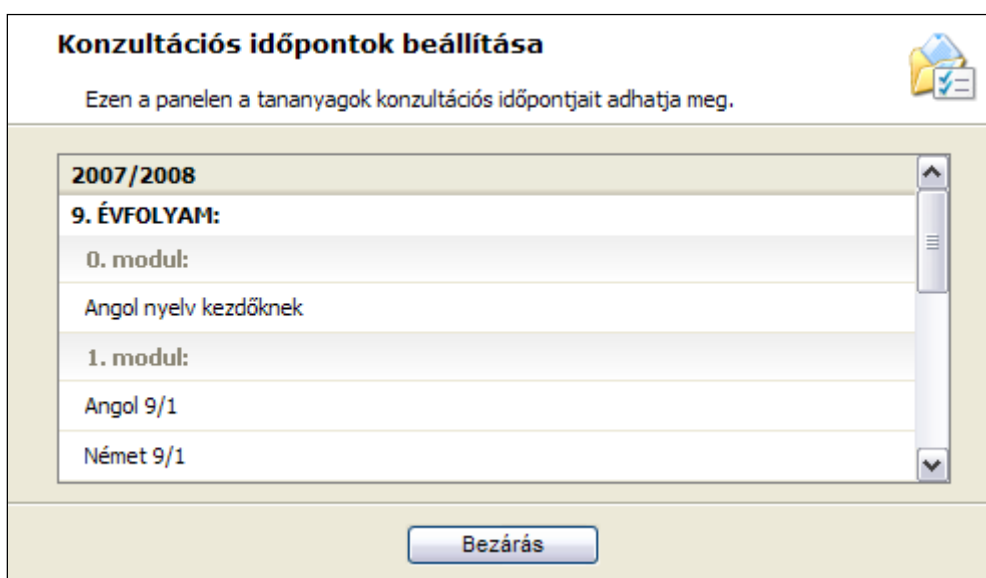 Konzultációs időpontok beállítása
Ezen a panelen a tananyagok konzultációs időpontjait adhatja meg.
2007/2008
9. ÉVFOLYAM:
0. modul:
Angol nyelv kezdőknek
1. modul:
Angol 9/1
Német 9/1
Bezárás